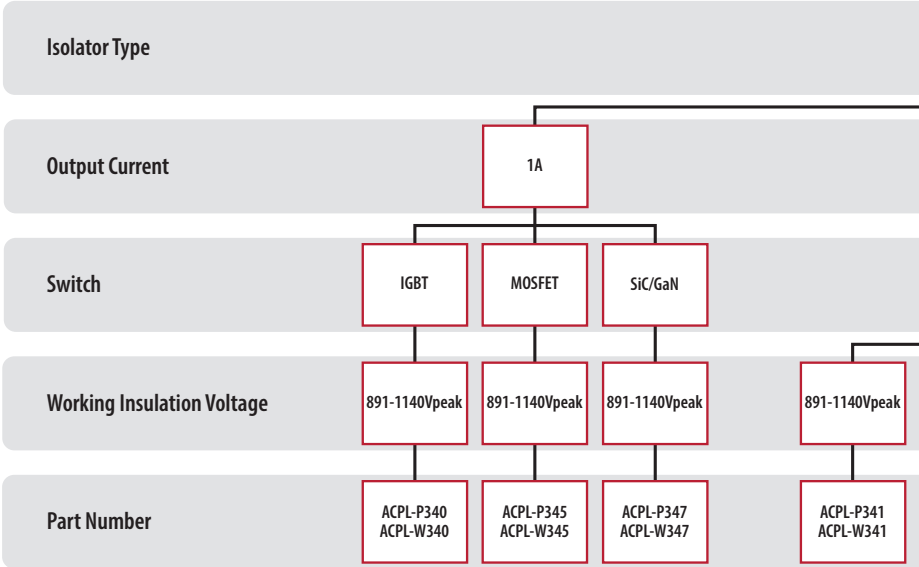 Isolator Type
Output Current
1A
Switch
IGBT
MOSFET
SiC/GaN
Working Insulation Voltage
891-1140Vpeak
891-1140Vpeak
891-1140Vpeak
891-1140Vpeak
Part Number
ACPL-P340
ACPL-W340
ACPL-P345
ACPL-W345
ACPL-P347
ACPL-W347
ACPL-P341
ACPL-W341